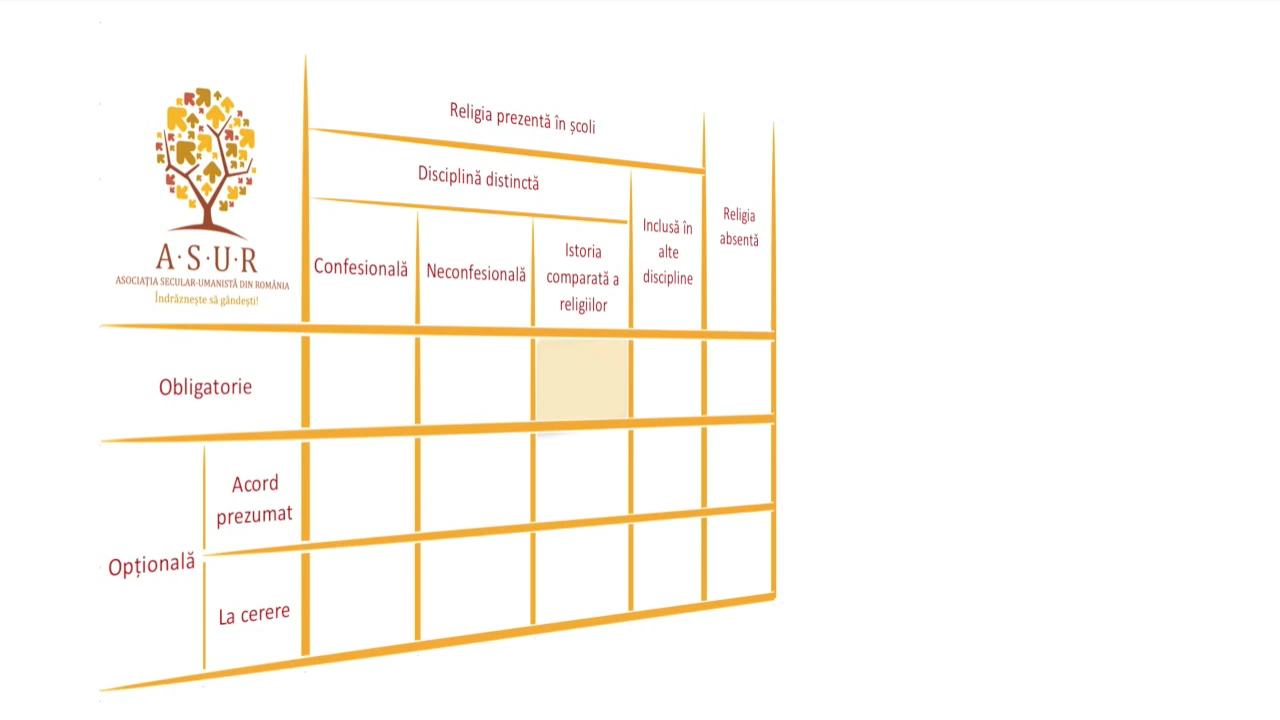 Religia prezentă în școli
Disciplină distinctă
Religia
absentă
Inclusă în
alte
discipline
Confesională
Neconfesională
Istoria
comparată a
religiilor
A·S·U·R
ASOCIAȚIA SECULAR-UMANISTĂ DIN ROMÂNIA
Îndrăznește să gândești!
Obligatorie
Opțională
Acord
prezumat
La cerere